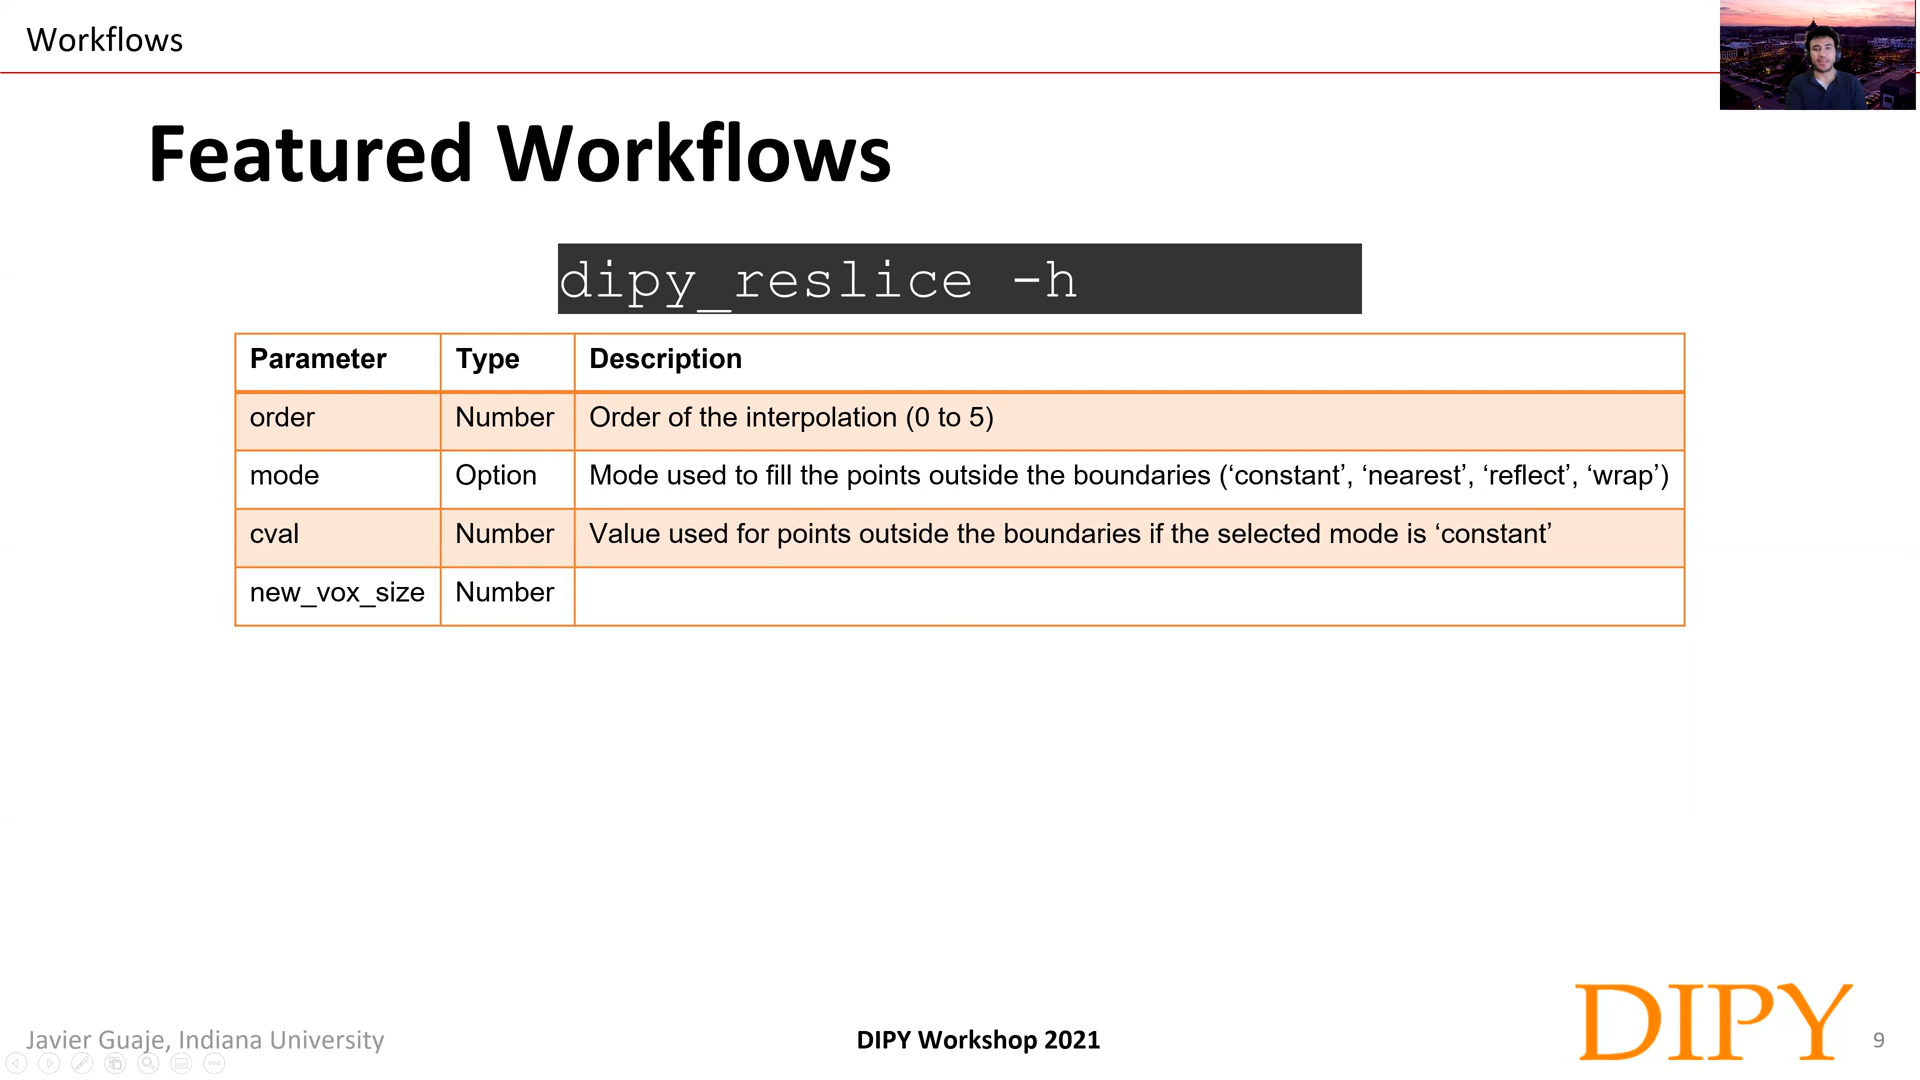 Workflows
Featured Workflows
dipy_reslice -h
Parameter Type Description
order Number Order of the interpolation (0 to 5)
mode Option Mode used to fill the points outside the boundaries (‘constant’, ‘nearest’, ‘reflect’, ‘wrap’)
cval Number Value used for points outside the boundaries if the selected mode is ‘constant’
new_vox_size Number
Javier Guaje, Indiana University
DIPY Workshop 2021
DIPY
9